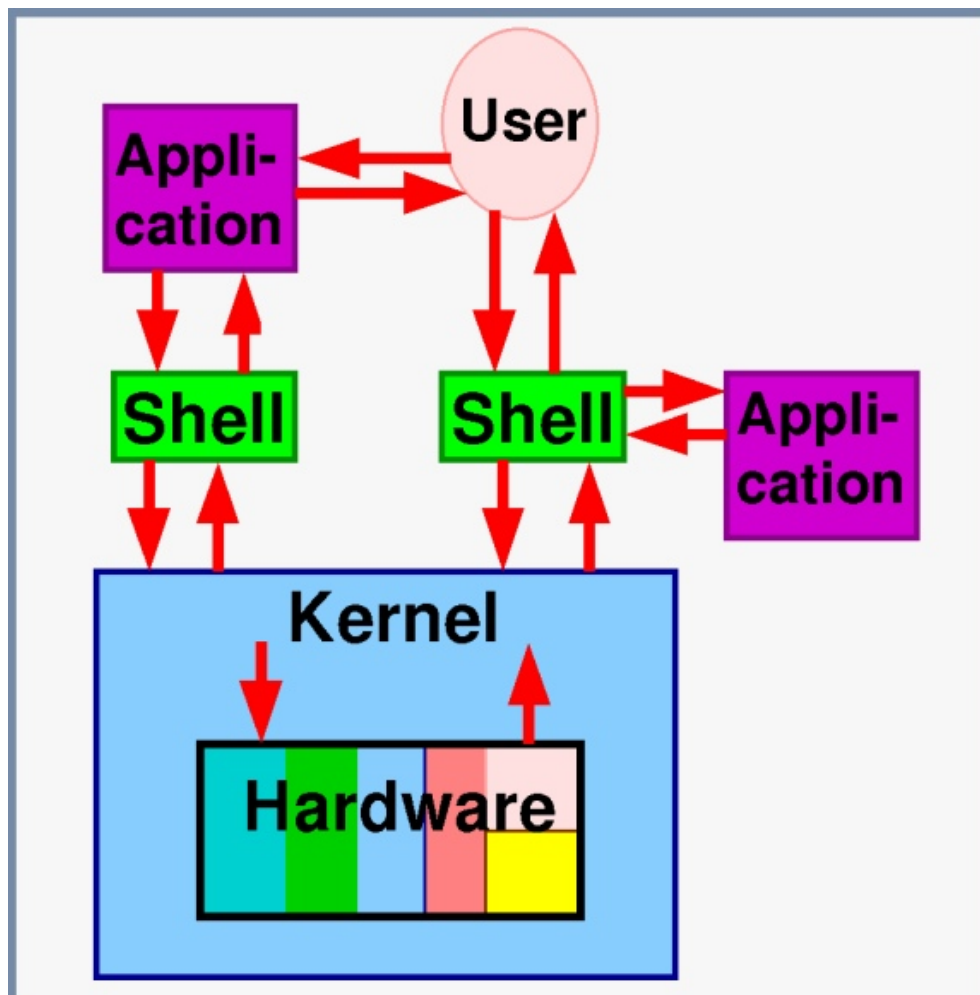 User
Appli-
cation
Shell
Shell
Appli-
cation
Kernel
Hardware